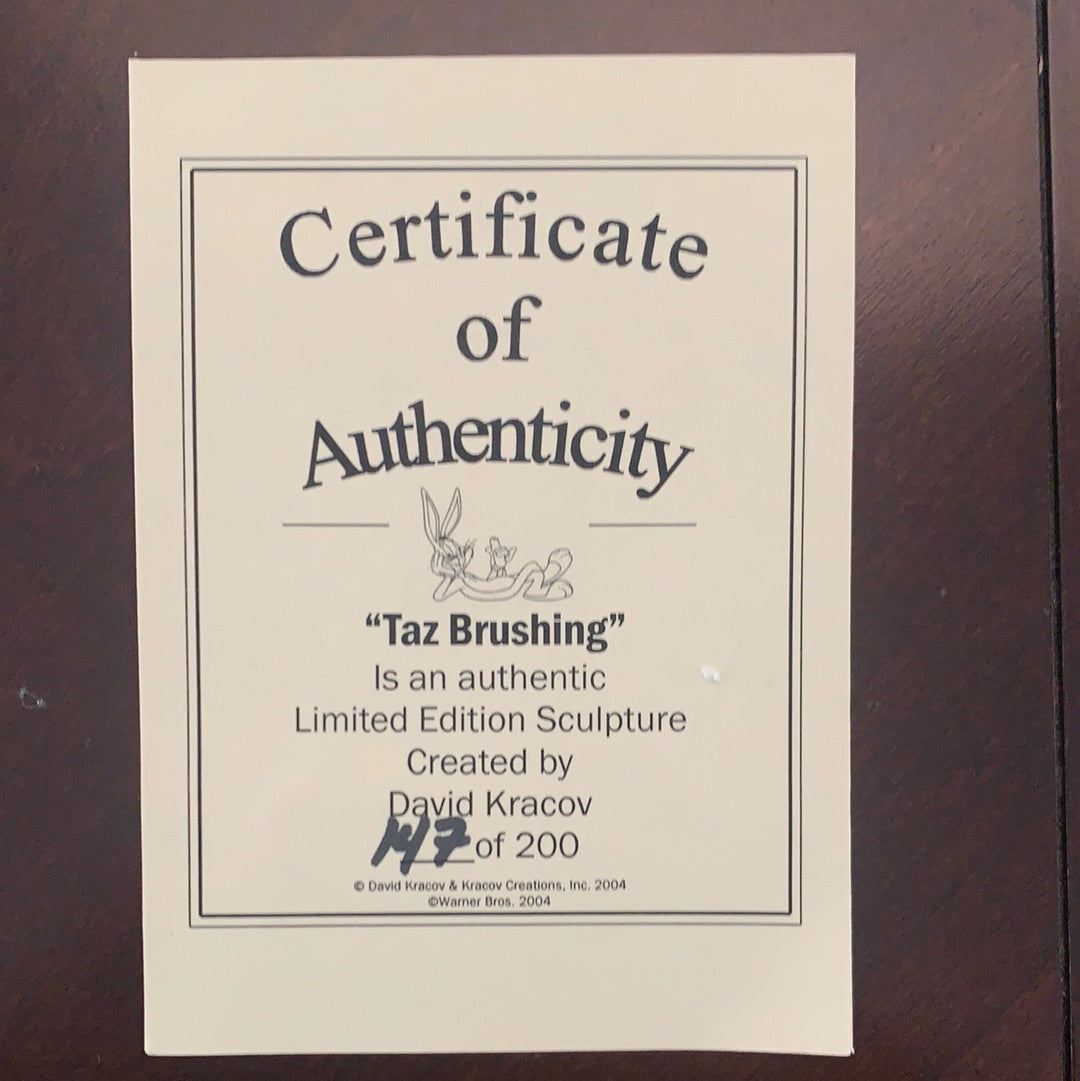 Certificate
of
Authenticity
“Taz Brushing”
Is an authentic
Limited Edition Sculpture
Created by
David Kracov
147 of 200
© David Kracov & Kracov Creations, Inc. 2004
©Warner Bros. 2004